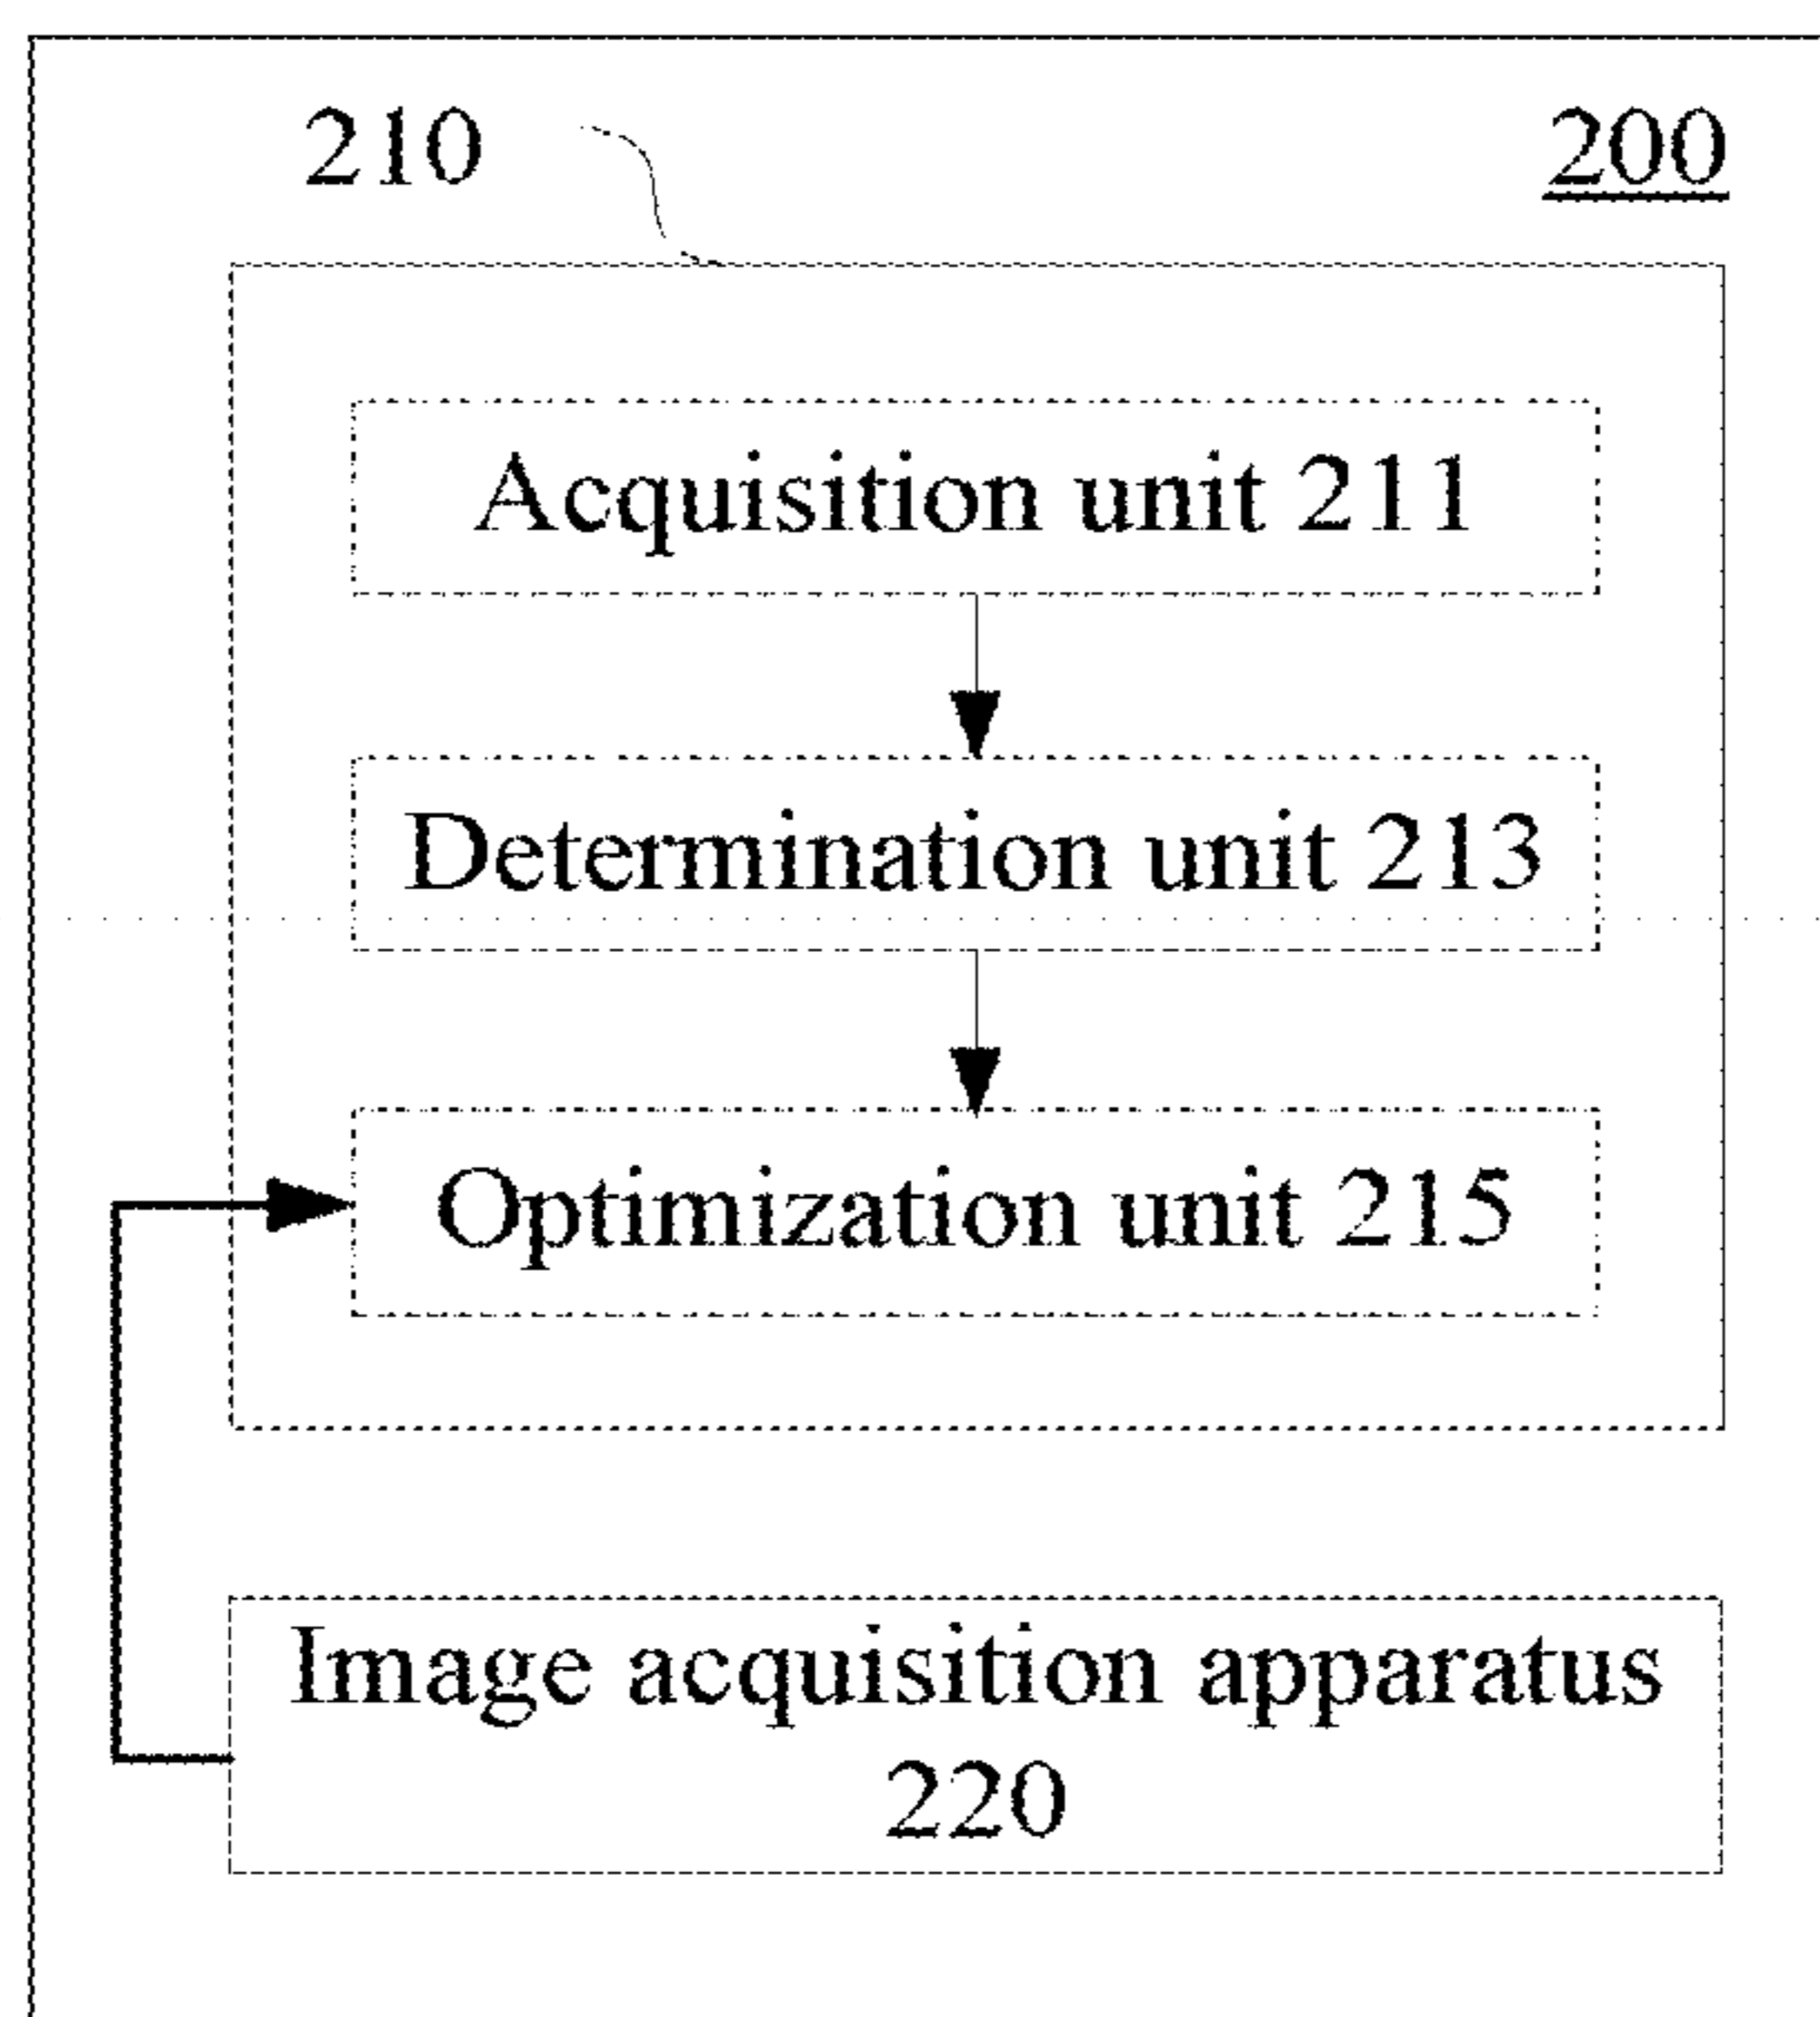 210
200
Acquisition unit 211
Determination unit 213
Optimization unit 215
Image acquisition apparatus
220